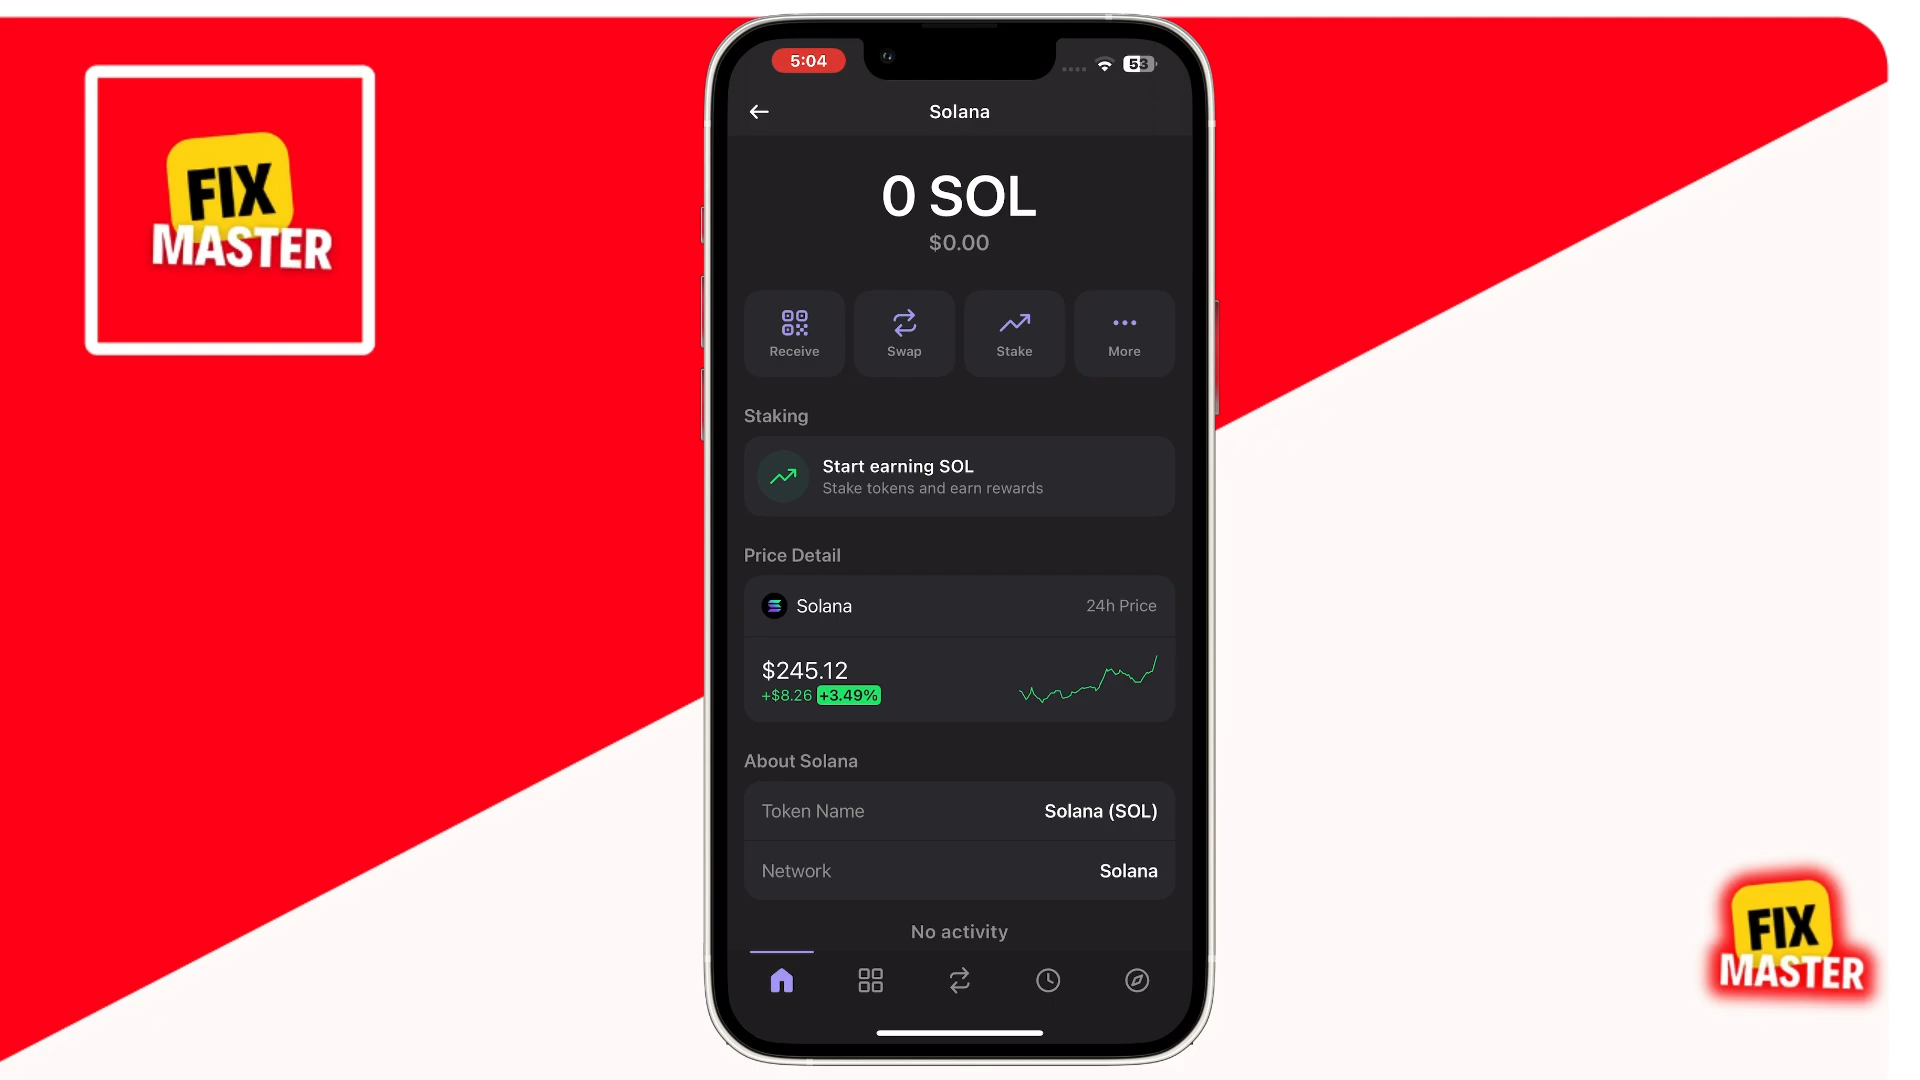 FIX
MASTER
5:04
53
Solana
0 SOL
$0.00
Receive
Swap
Stake
More
Staking
Start earning SOL
Stake tokens and earn rewards
Price Detail
Solana
24h Price
$245.12
+$8.26 +3.49%
About Solana
Token Name
Solana (SOL)
Network
Solana
No activity
FIX
MASTER